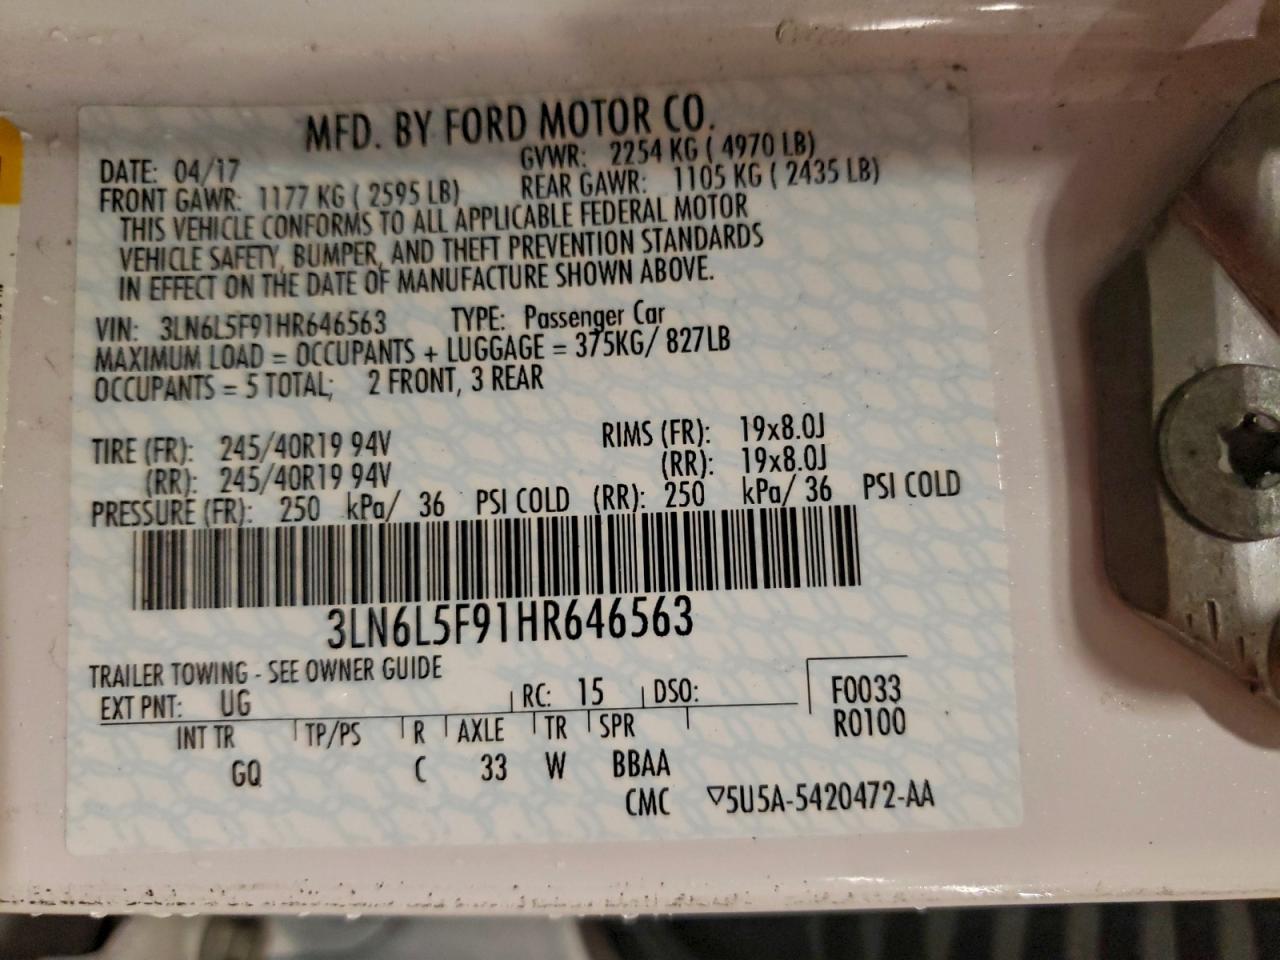 MFD. BY FORD MOTOR CO.
DATE: 04/17 GVWR: 2254 KG ( 4970 LB)
FRONT GAWR: 1177 KG ( 2595 LB) REAR GAWR: 1105 KG ( 2435 LB)
THIS VEHICLE CONFORMS TO ALL APPLICABLE FEDERAL MOTOR
VEHICLE SAFETY, BUMPER, AND THEFT PREVENTION STANDARDS
IN EFFECT ON THE DATE OF MANUFACTURE SHOWN ABOVE.
VIN: 3LN6L5F91HR646563 TYPE: Passenger Car
MAXIMUM LOAD = OCCUPANTS + LUGGAGE = 375KG/ 827LB
OCCUPANTS = 5 TOTAL; 2 FRONT, 3 REAR
TIRE (FR): 245/40R19 94V RIMS (FR): 19x8.0J
(RR): 245/40R19 94V (RR): 19x8.0J
PRESSURE (FR): 250 kPa/ 36 PSI COLD (RR): 250 kPa/ 36 PSI COLD
3LN6L5F91HR646563
TRAILER TOWING - SEE OWNER GUIDE
EXT PNT: UG RC: 15 DSO: F0033
R0100
INT TR TP/PS R AXLE TR SPR
GQ C 33 W BBAA
CMC ▽5U5A-5420472-AA